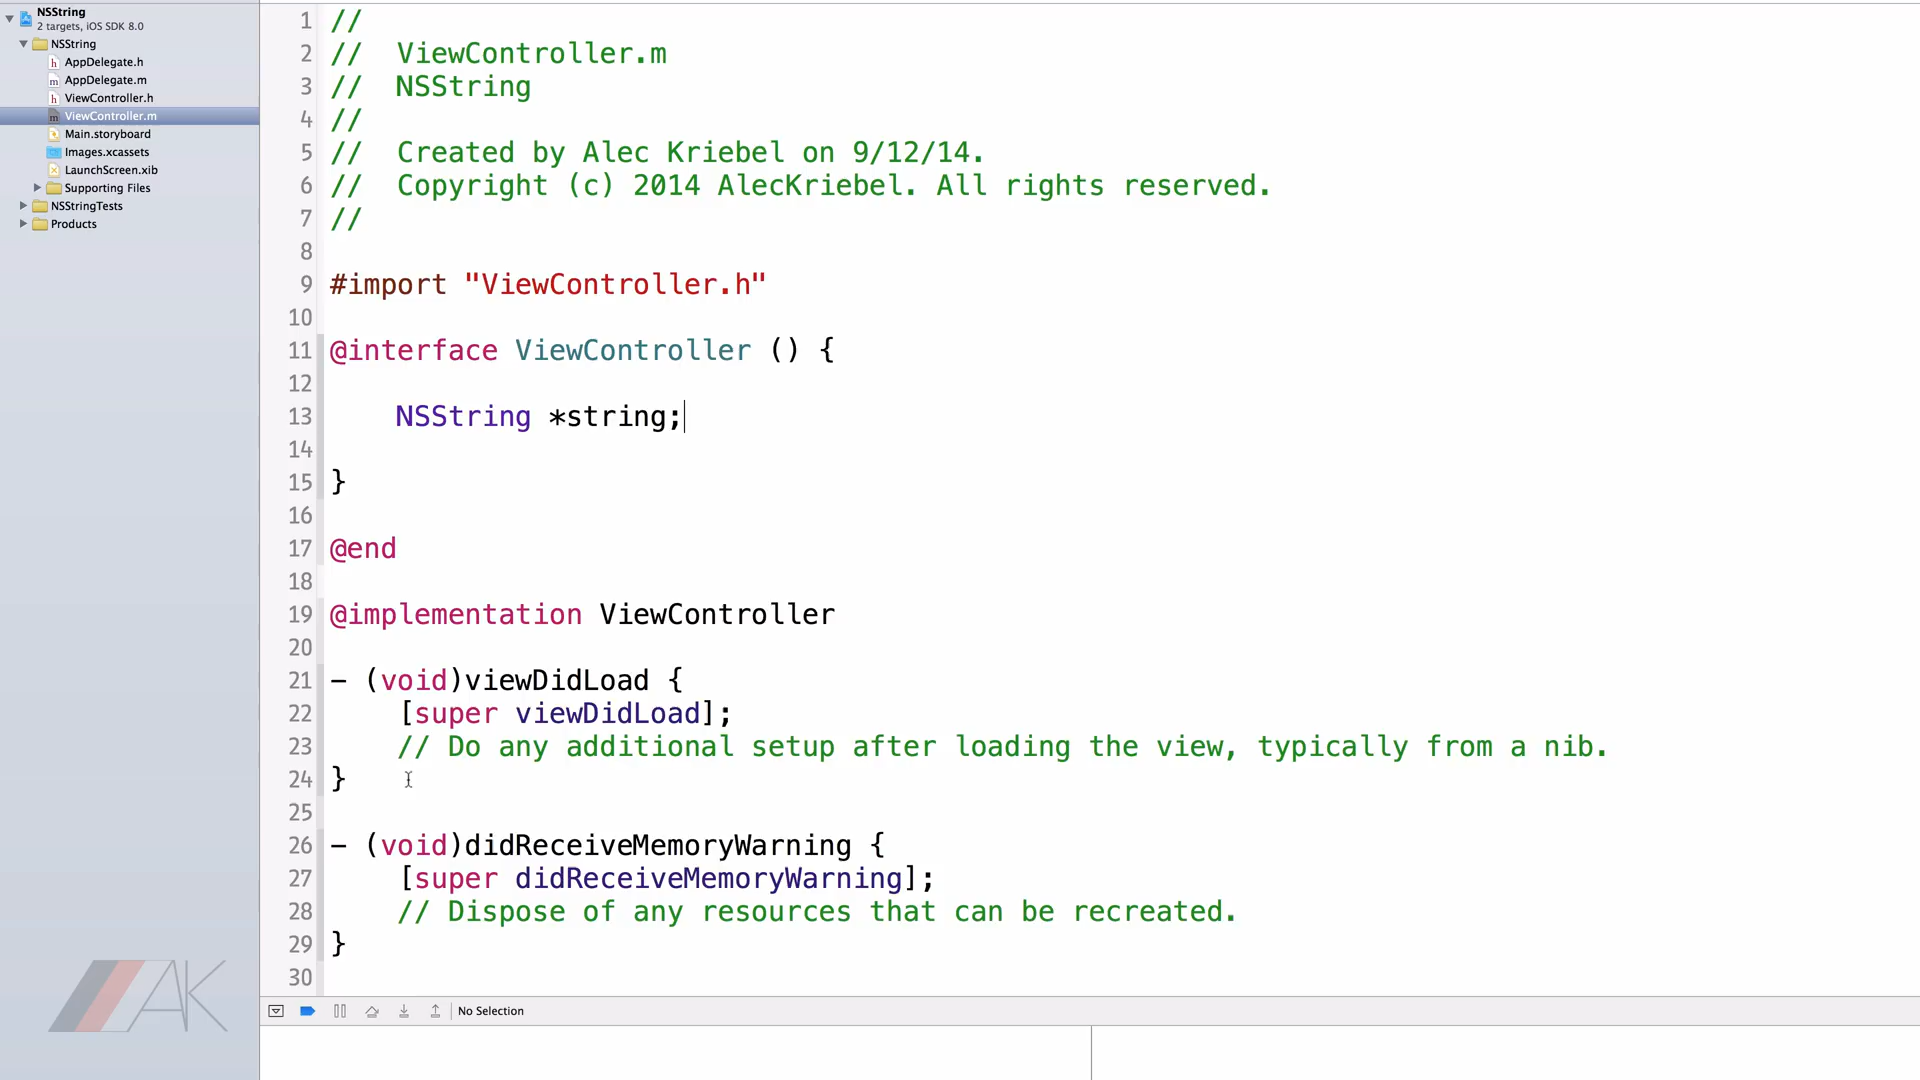 NSString
2 targets, iOS SDK 8.0
NSString
h AppDelegate.h
m AppDelegate.m
h ViewController.h
m ViewController.m
Main.storyboard
Images.xcassets
LaunchScreen.xib
Supporting Files
NSStringTests
Products
1 //
2 //  ViewController.m
3 //  NSString
4 //
5 //  Created by Alec Kriebel on 9/12/14.
6 //  Copyright (c) 2014 AlecKriebel. All rights reserved.
7 //
8
9 #import "ViewController.h"
10
11 @interface ViewController () {
12
13     NSString *string;
14
15 }
16
17 @end
18
19 @implementation ViewController
20
21 - (void)viewDidLoad {
22     [super viewDidLoad];
23     // Do any additional setup after loading the view, typically from a nib.
24 }
25
26 - (void)didReceiveMemoryWarning {
27     [super didReceiveMemoryWarning];
28     // Dispose of any resources that can be recreated.
29 }
30
No Selection
AK